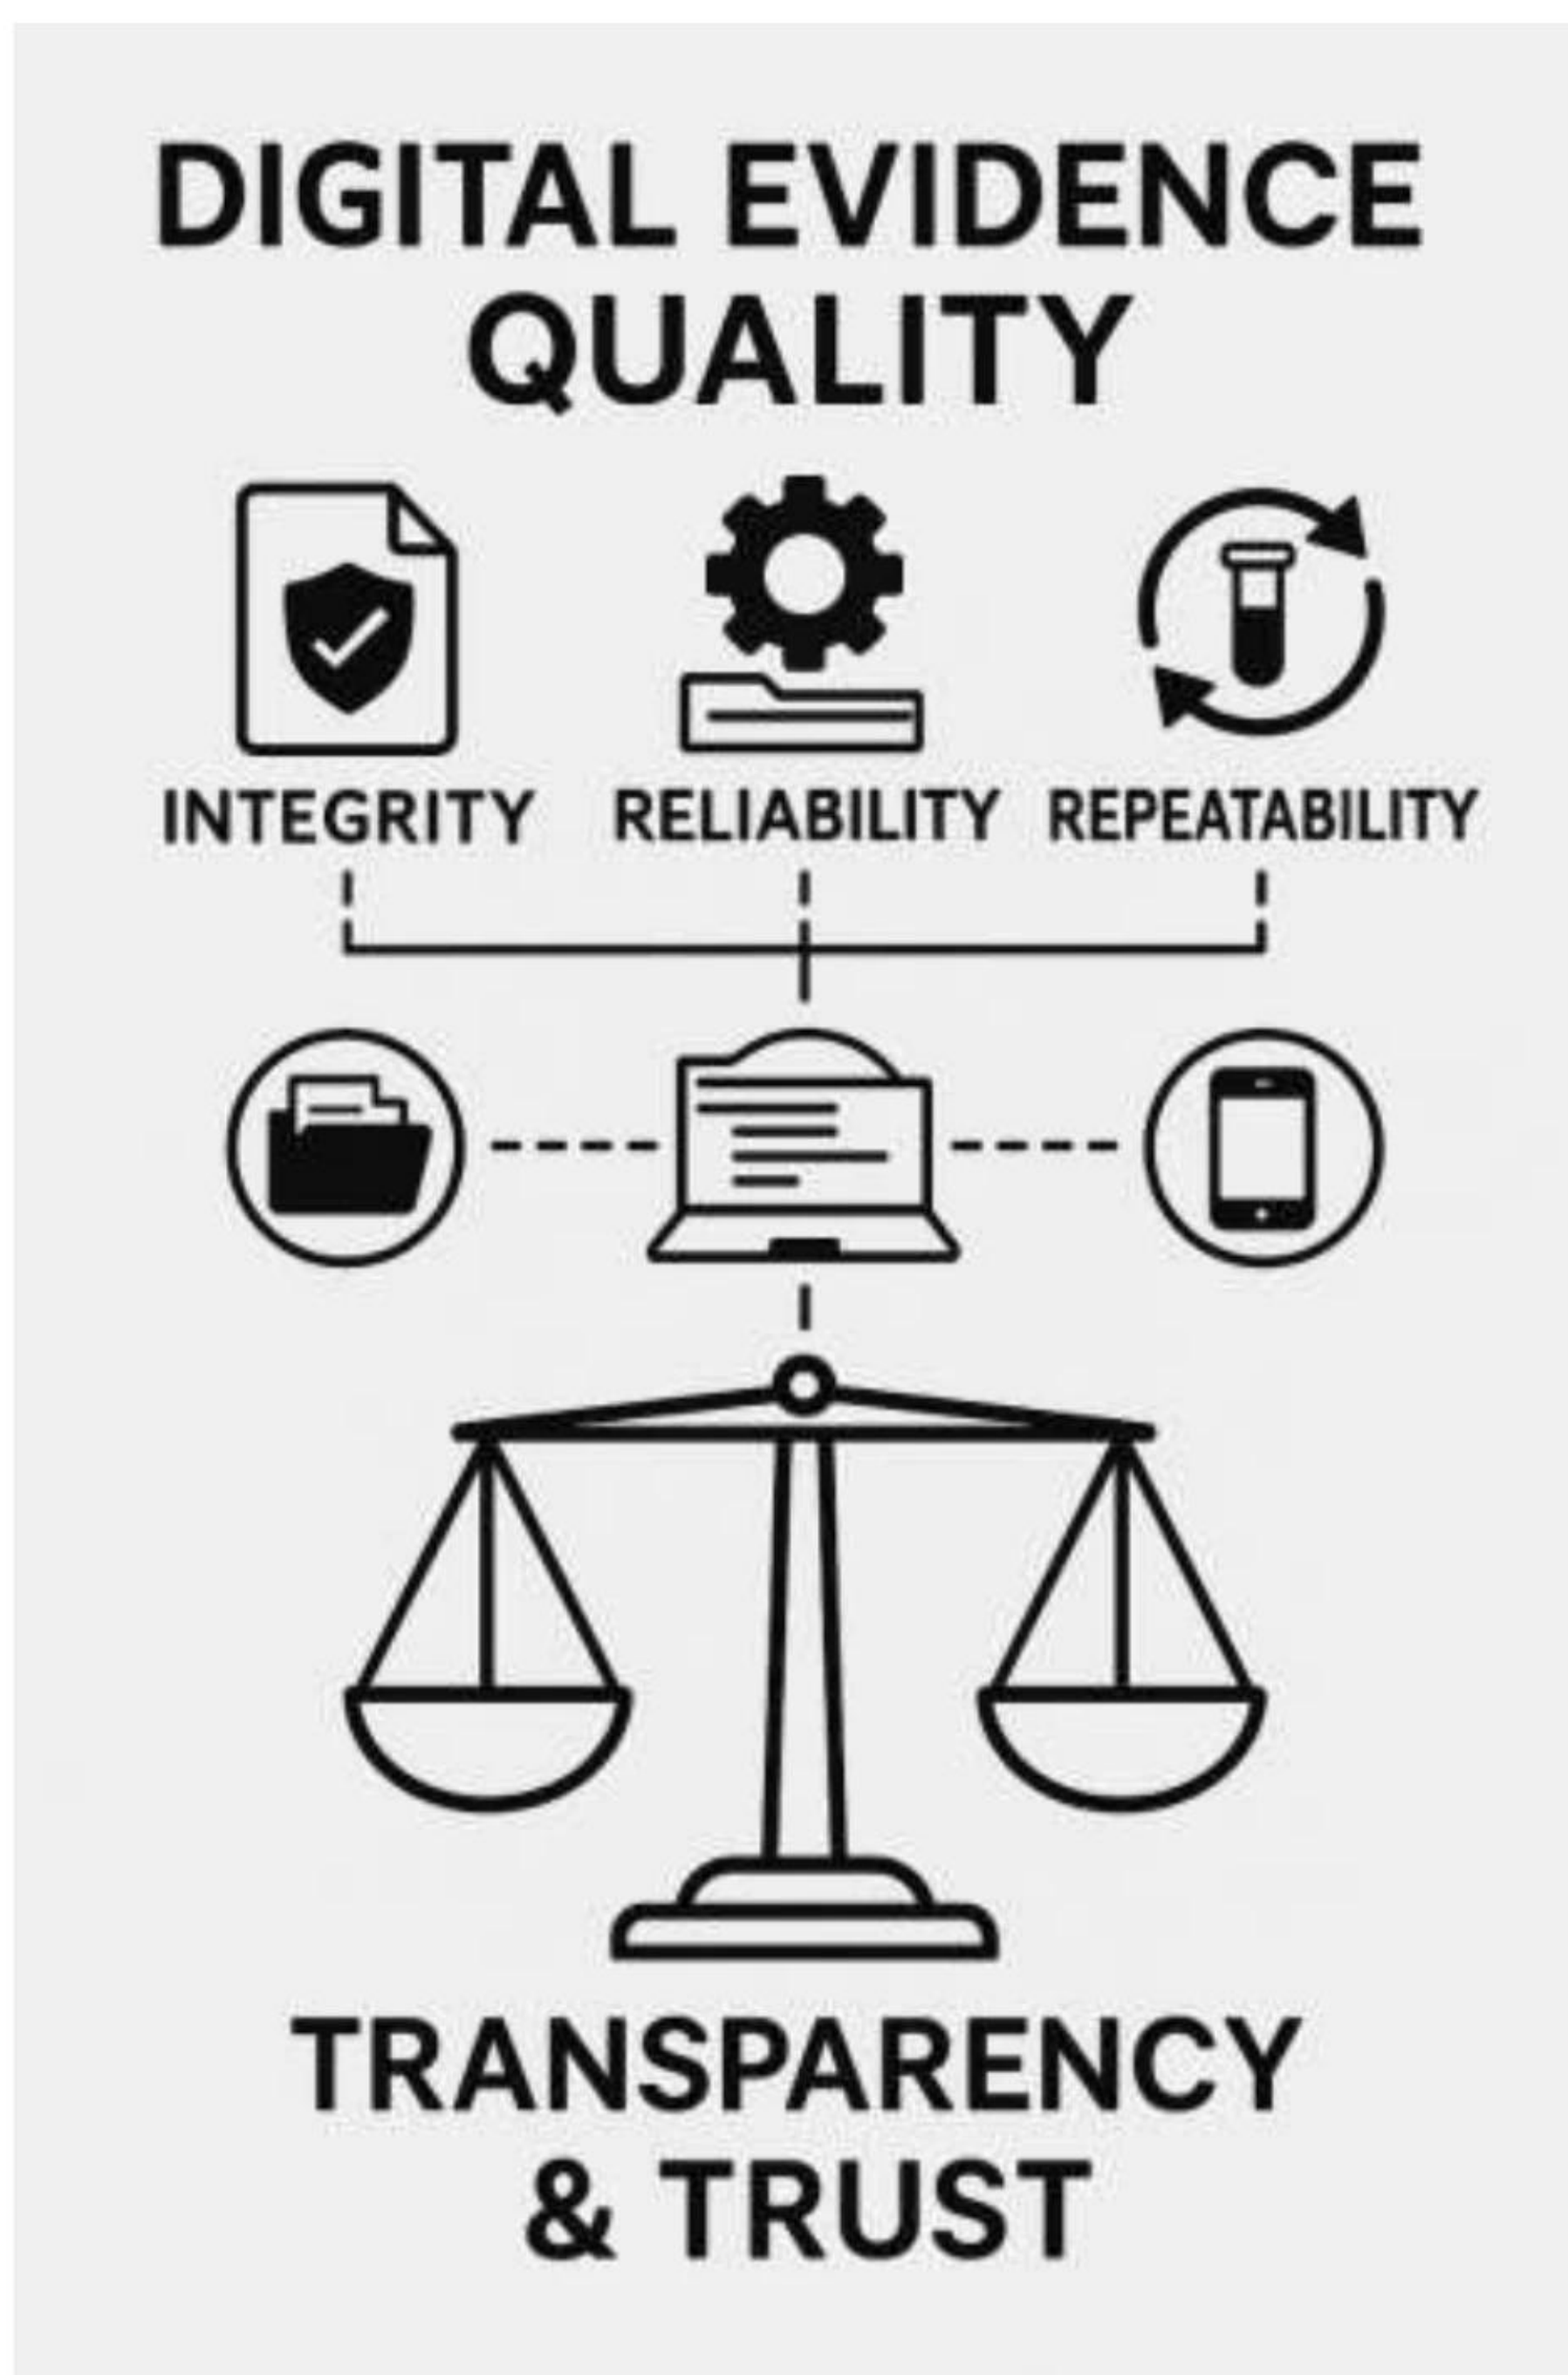 DIGITAL EVIDENCE
QUALITY
INTEGRITY
RELIABILITY
REPEATABILITY
TRANSPARENCY
& TRUST